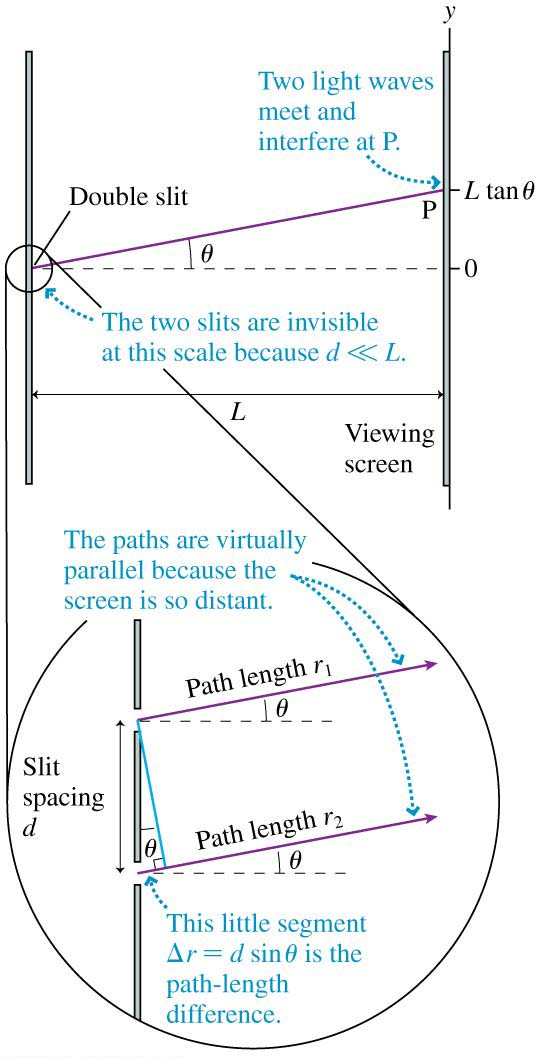 y
Two light waves
meet and
interfere at P.
Double slit
L tan θ
P
θ
0
The two slits are invisible
at this scale because d ≪ L.
L
Viewing
screen
The paths are virtually
parallel because the
screen is so distant.
Path length r₁
θ
Slit
spacing
d
Path length r₂
θ
θ
This little segment
Δr = d sin θ is the
path-length
difference.